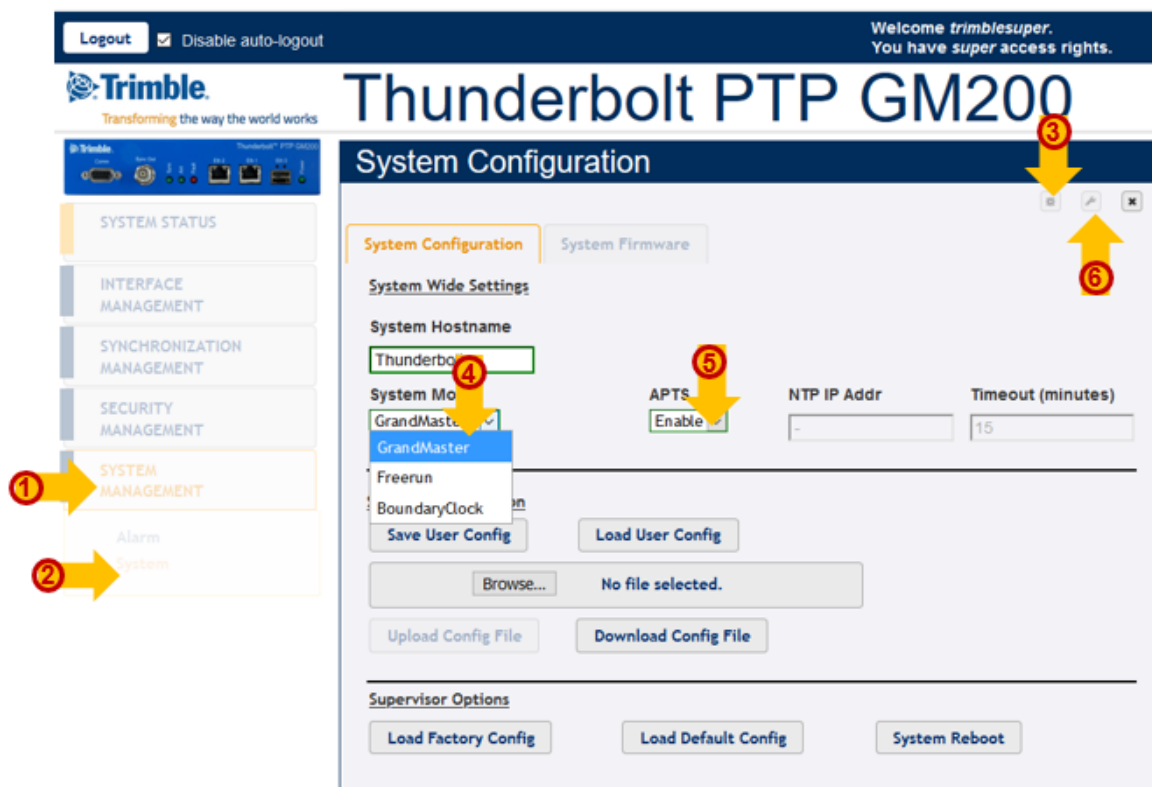 Logout Disable auto-logout
Welcome trimblesuper.
You have super access rights.
Trimble.
Transforming the way the world works
Thunderbolt PTP GM200
Trimble.
Thunderbolt™ PTP GM200
System Configuration
3
SYSTEM STATUS
System Configuration System Firmware
6
System Wide Settings
INTERFACE
MANAGEMENT
System Hostname
SYNCHRONIZATION
MANAGEMENT
4
5
APTS NTP IP Addr Timeout (minutes)
SECURITY
MANAGEMENT
Enable - 15
GrandMaster
Freerun
BoundaryClock
1
SYSTEM
MANAGEMENT
Save User Config Load User Config
Alarm
2
System
Browse... No file selected.
Upload Config File Download Config File
Supervisor Options
Load Factory Config Load Default Config System Reboot